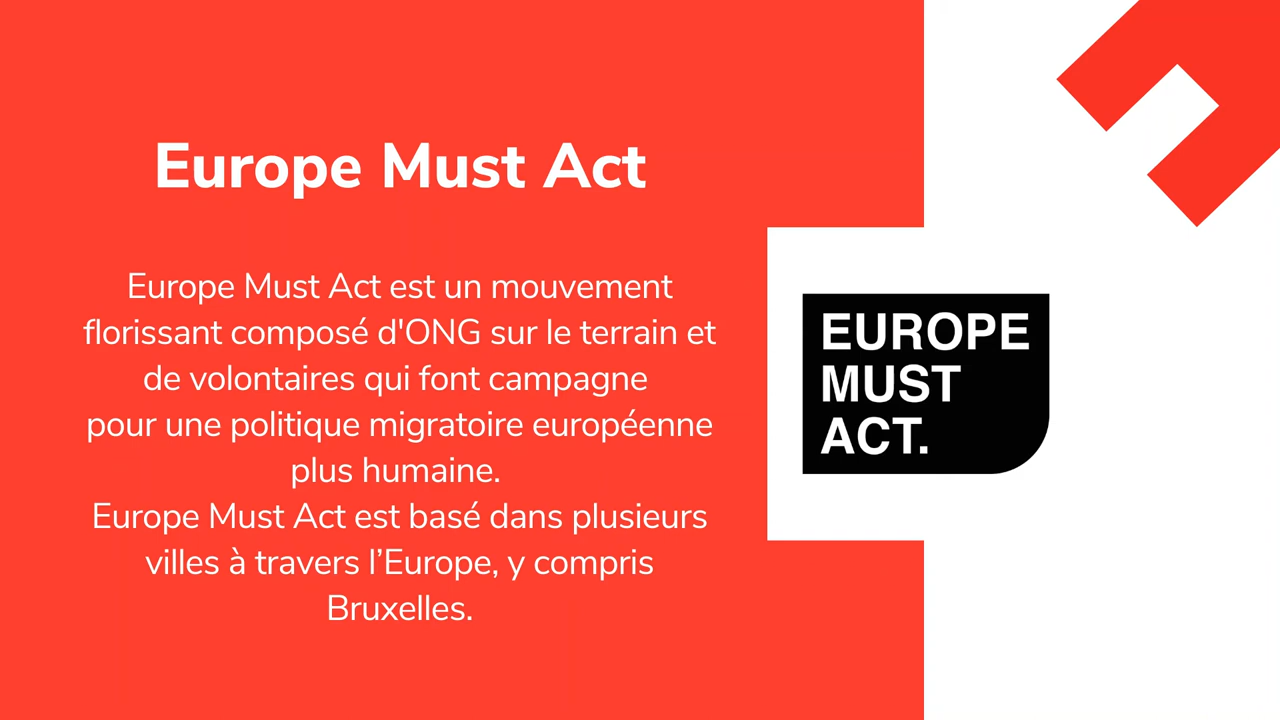 Europe Must Act
Europe Must Act est un mouvement
florissant composé d'ONG sur le terrain et
de volontaires qui font campagne
pour une politique migratoire européenne
plus humaine.
Europe Must Act est basé dans plusieurs
villes à travers l’Europe, y compris
Bruxelles.
EUROPE
MUST
ACT.